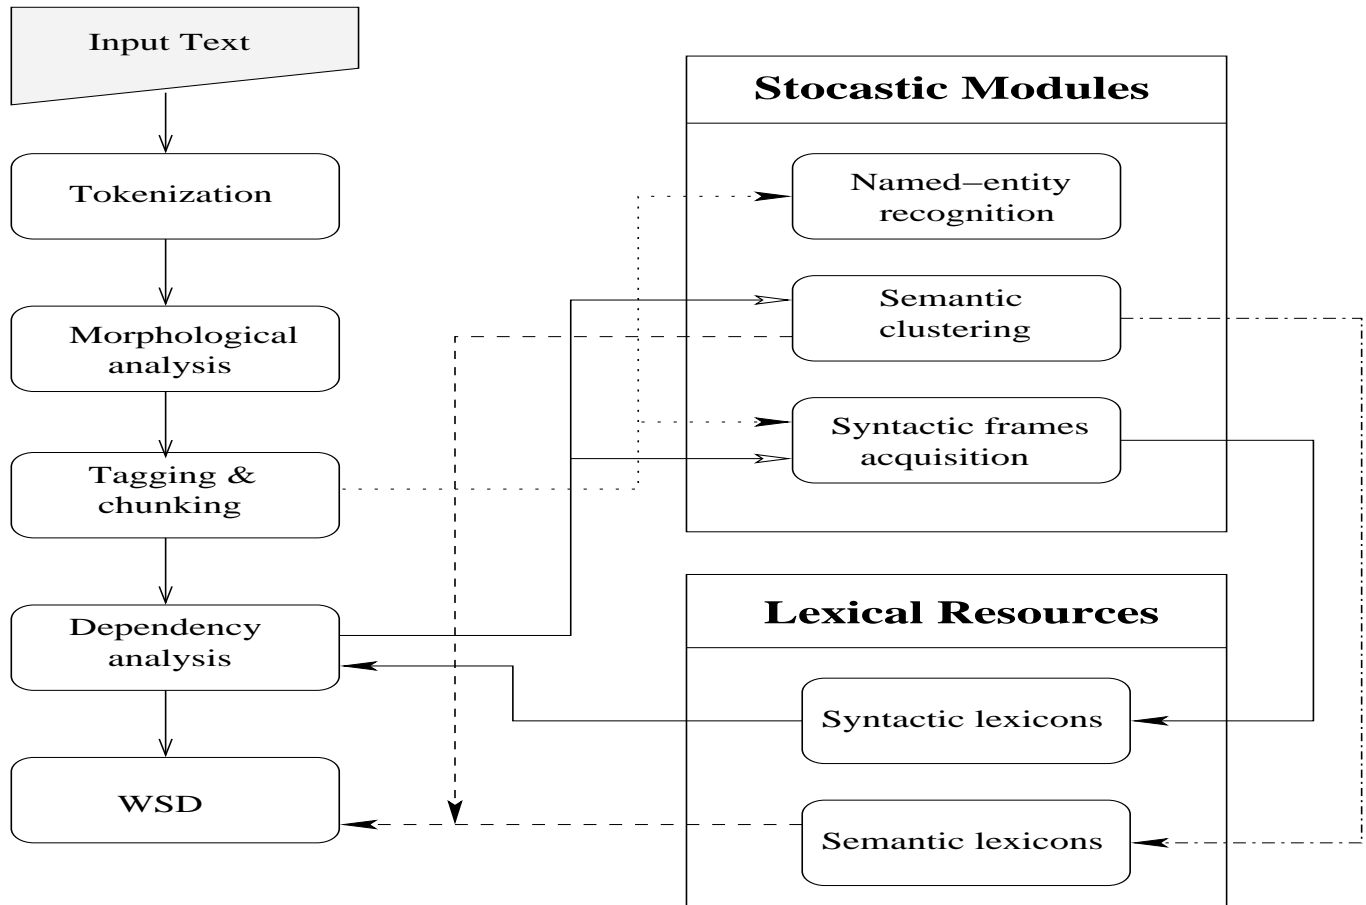 Input Text
Tokenization
Morphological
analysis
Tagging &
chunking
Dependency
analysis
WSD
Stocastic Modules
Named−entity
recognition
Semantic
clustering
Syntactic frames
acquisition
Lexical Resources
Syntactic lexicons
Semantic lexicons